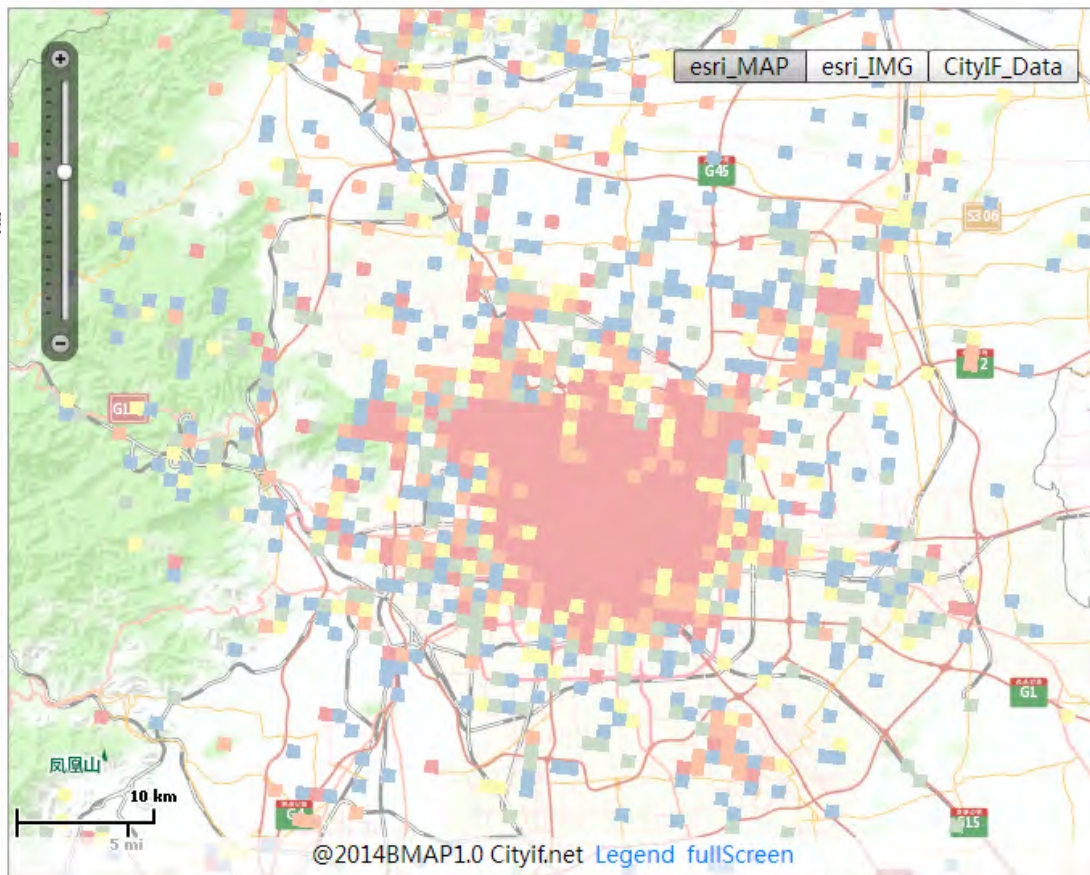 +
esri_MAP esri_IMG CityIF_Data
G45
S306
−
G1
凤凰山
10 km
G4
G15
5 mi
@2014BMAP1.0 Cityif.net Legend fullScreen